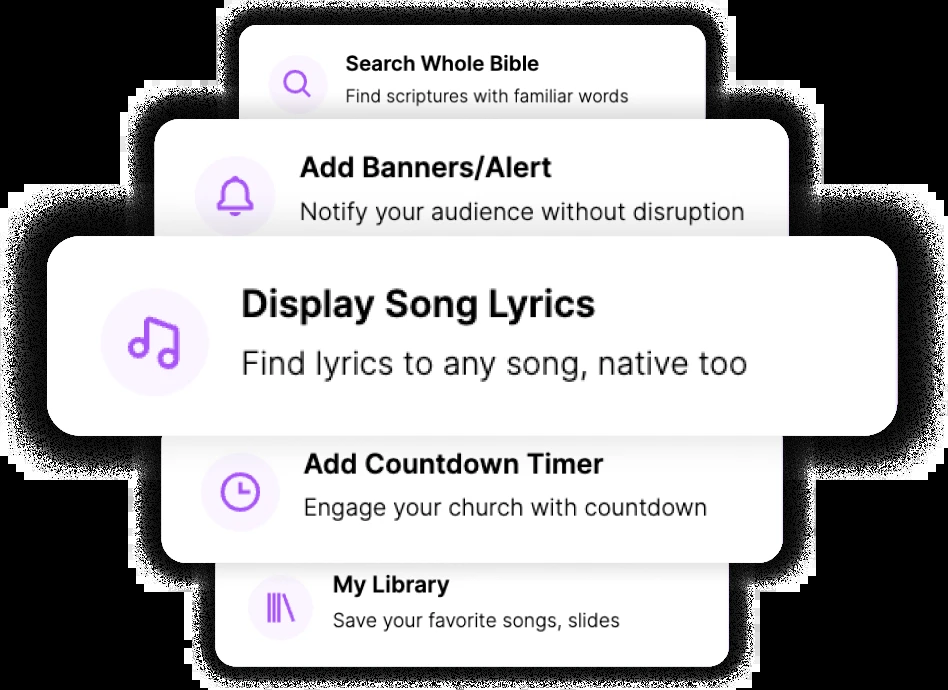 Search Whole Bible
Find scriptures with familiar words
Add Banners/Alert
Notify your audience without disruption
Display Song Lyrics
Find lyrics to any song, native too
Add Countdown Timer
Engage your church with countdown
My Library
Save your favorite songs, slides